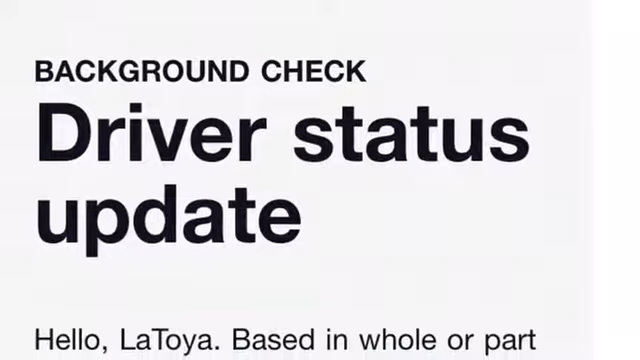 BACKGROUND CHECK
Driver status
update
Hello, LaToya. Based in whole or part